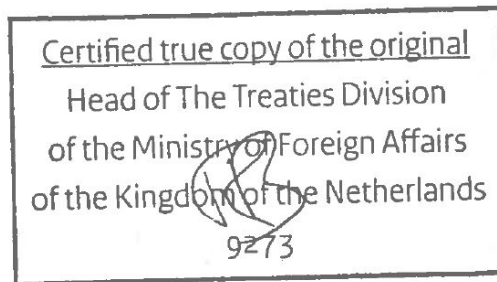 Certified true copy of the original
Head of The Treaties Division
of the Ministry of Foreign Affairs
of the Kingdom of the Netherlands
9273